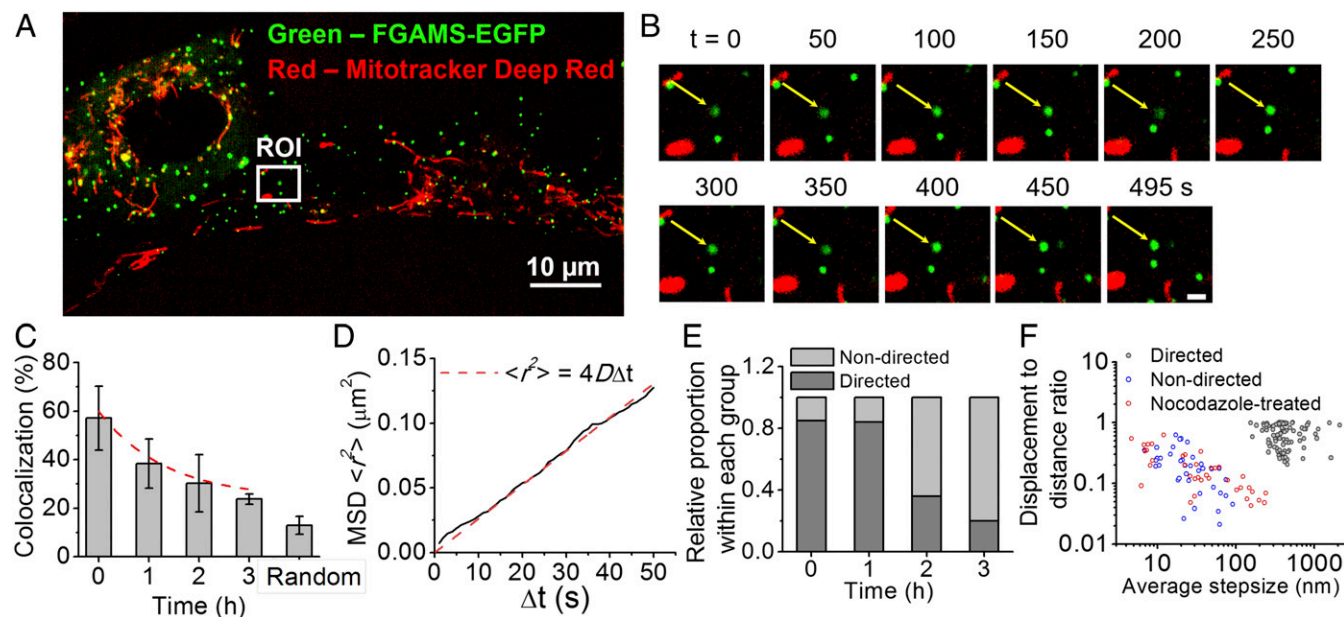 A
Green – FGAMS-EGFP
Red – Mitotracker Deep Red
ROI
10 μm
B
t = 0 50 100 150 200 250
300 350 400 450 495 s
C
Colocalization (%)
80
60
40
20
0
0 1 2 3 Random
Time (h)
D
MSD <r²> (μm²)
0.15
0.10
0.05
0.00
<r²> = 4DΔt
0 10 20 30 40 50
Δt (s)
E
Relative proportion
within each group
1.2
0.8
0.4
0.0
Non-directed
Directed
0 1 2 3
Time (h)
F
Displacement to
distance ratio
10
1
0.1
0.01
Directed
Non-directed
Nocodazole-treated
10 100 1000
Average stepsize (nm)